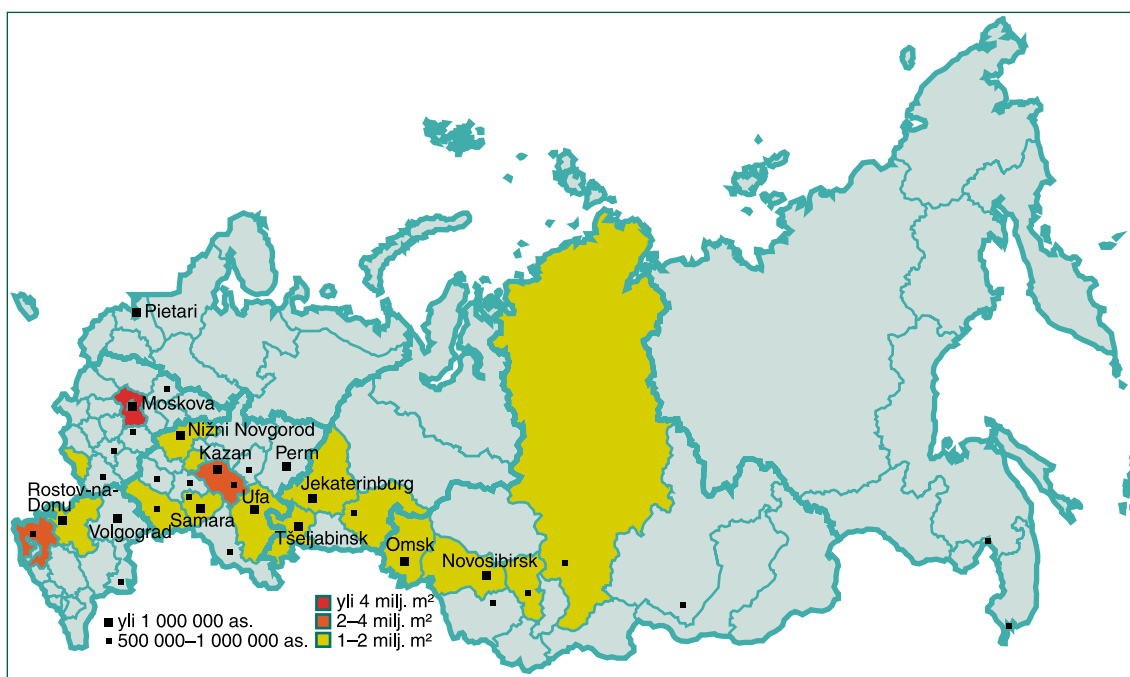 Pietari
Moskova
Nižni Novgorod
Kazan
Perm
Jekaterinburg
Rostov-na-
Donu
Ufa
Volgograd
Samara
Tšeljabinsk
Omsk
Novosibirsk
yli 1 000 000 as.
500 000–1 000 000 as.
yli 4 milj. m²
2–4 milj. m²
1–2 milj. m²